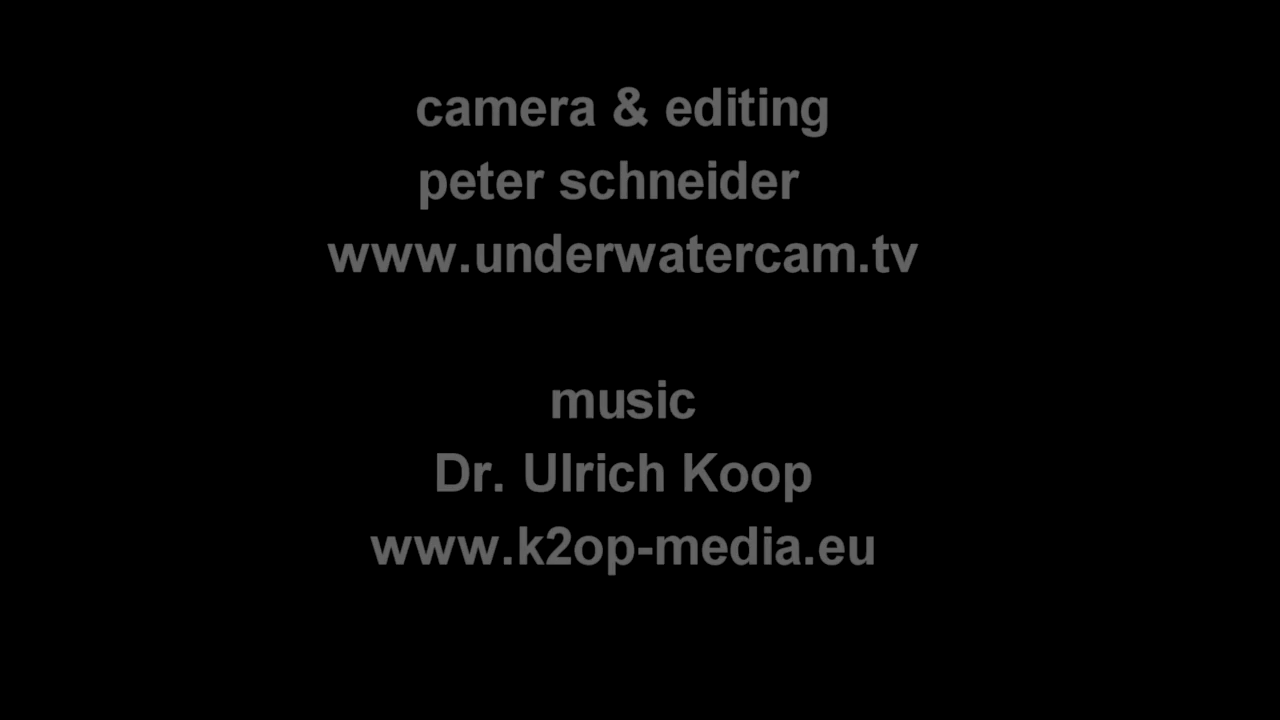 camera & editing
peter schneider
www.underwatercam.tv
music
Dr. Ulrich Koop
www.k2op-media.eu